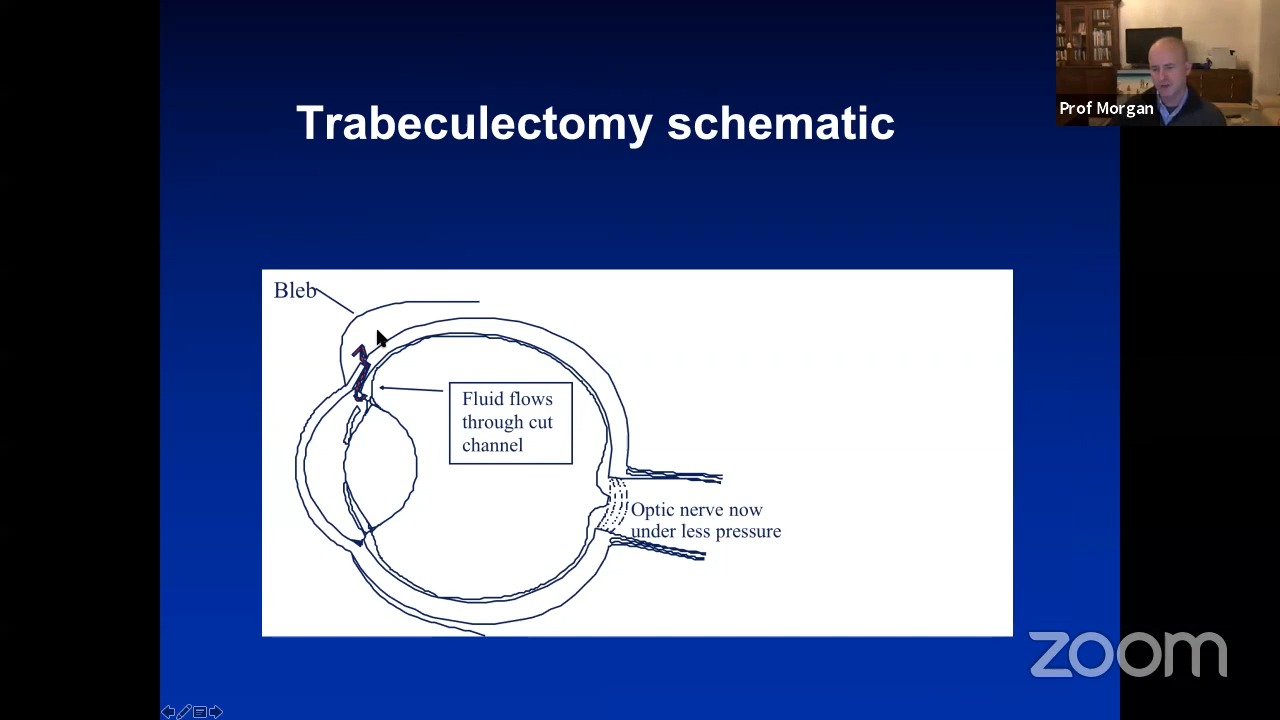 Prof Morgan
Trabeculectomy schematic
Bleb
Fluid flows
through cut
channel
Optic nerve now
under less pressure
zoom